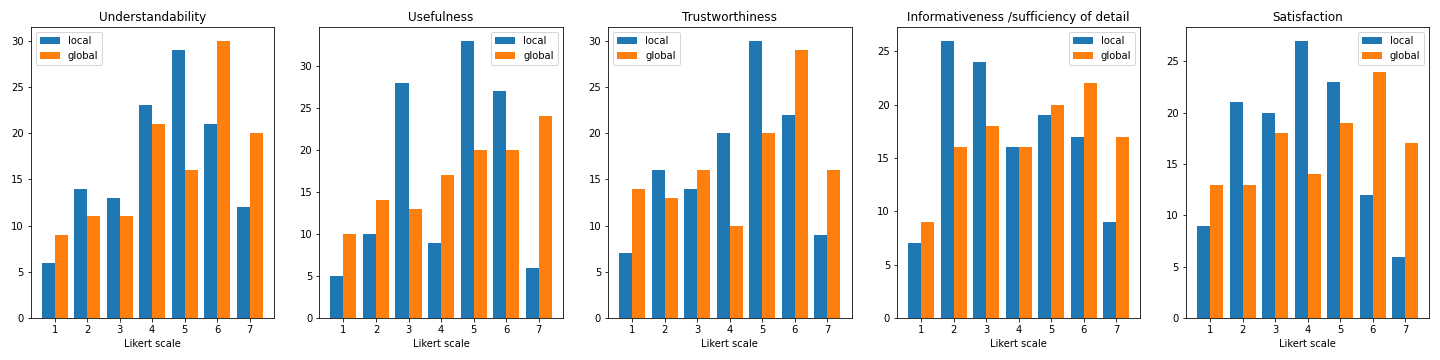 Understandability
local
global
30
25
20
15
10
5
0
1 2 3 4 5 6 7
Likert scale
Usefulness
local
global
30
25
20
15
10
5
0
1 2 3 4 5 6 7
Likert scale
Trustworthiness
local
global
30
25
20
15
10
5
0
1 2 3 4 5 6 7
Likert scale
Informativeness /sufficiency of detail
local
global
25
20
15
10
5
0
1 2 3 4 5 6 7
Likert scale
Satisfaction
local
global
25
20
15
10
5
0
1 2 3 4 5 6 7
Likert scale